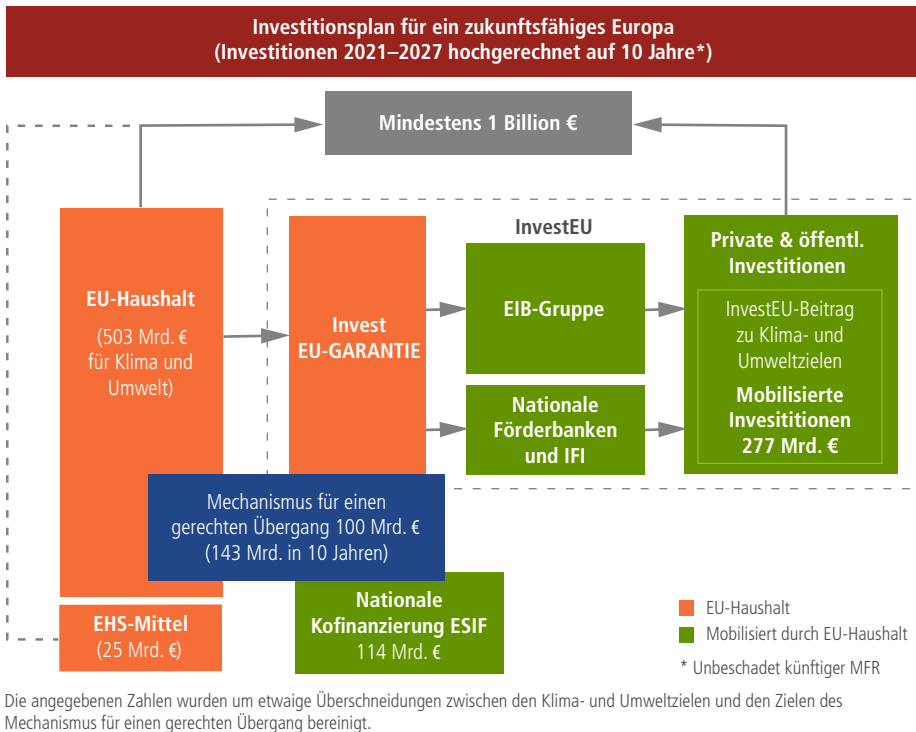 Investitionsplan für ein zukunftsfähiges Europa
(Investitionen 2021–2027 hochgerechnet auf 10 Jahre*)
Mindestens 1 Billion €
EU-Haushalt
(503 Mrd. €
für Klima und
Umwelt)
InvestEU
Invest
EU-GARANTIE
EIB-Gruppe
Nationale
Förderbanken
und IFI
Private & öffentl.
Investitionen
InvestEU-Beitrag
zu Klima- und
Umweltzielen
Mobilisierte
Invesititionen
277 Mrd. €
Mechanismus für einen
gerechten Übergang 100 Mrd. €
(143 Mrd. in 10 Jahren)
EHS-Mittel
(25 Mrd. €)
Nationale
Kofinanzierung ESIF
114 Mrd. €
EU-Haushalt
Mobilisiert durch EU-Haushalt
* Unbeschadet künftiger MFR
Die angegebenen Zahlen wurden um etwaige Überschneidungen zwischen den Klima- und Umweltzielen und den Zielen des
Mechanismus für einen gerechten Übergang bereinigt.